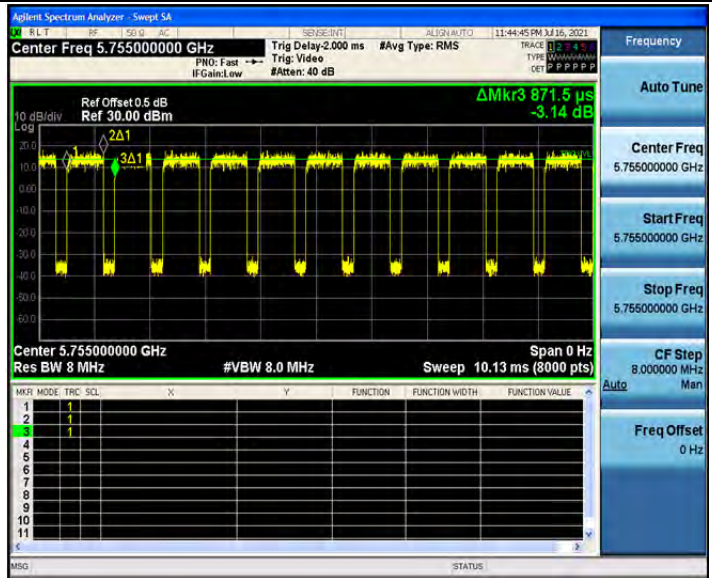 Agilent Spectrum Analyzer - Swept SA
RLT RF 50 Ω AC SENSE:INT ALIGN AUTO 11:44:45 PM Jul 16, 2021
Center Freq 5.755000000 GHz
PNO: Fast
IFGain:Low
Trig Delay-2.000 ms
Trig: Video
#Atten: 40 dB
#Avg Type: RMS
TRACE 1 2 3 4 5 6
TYPE
DET P P P P P P
Frequency
ΔMkr3 871.5 µs
-3.14 dB
Ref Offset 0.5 dB
10 dB/div Ref 30.00 dBm
Log
2Δ1
1
3Δ1
20.0
10.0
0.00
-10.0
-20.0
-30.0
-40.0
-50.0
-60.0
Center 5.755000000 GHz Span 0 Hz
Res BW 8 MHz #VBW 8.0 MHz Sweep 10.13 ms (8000 pts)
MKR MODE TRC SCL X Y FUNCTION FUNCTION WIDTH FUNCTION VALUE
1 1
2 1
3 1
4
5
6
7
8
9
10
11
MSG STATUS
Auto Tune
Center Freq
5.755000000 GHz
Start Freq
5.755000000 GHz
Stop Freq
5.755000000 GHz
CF Step
8.000000 MHz
Auto Man
Freq Offset
0 Hz